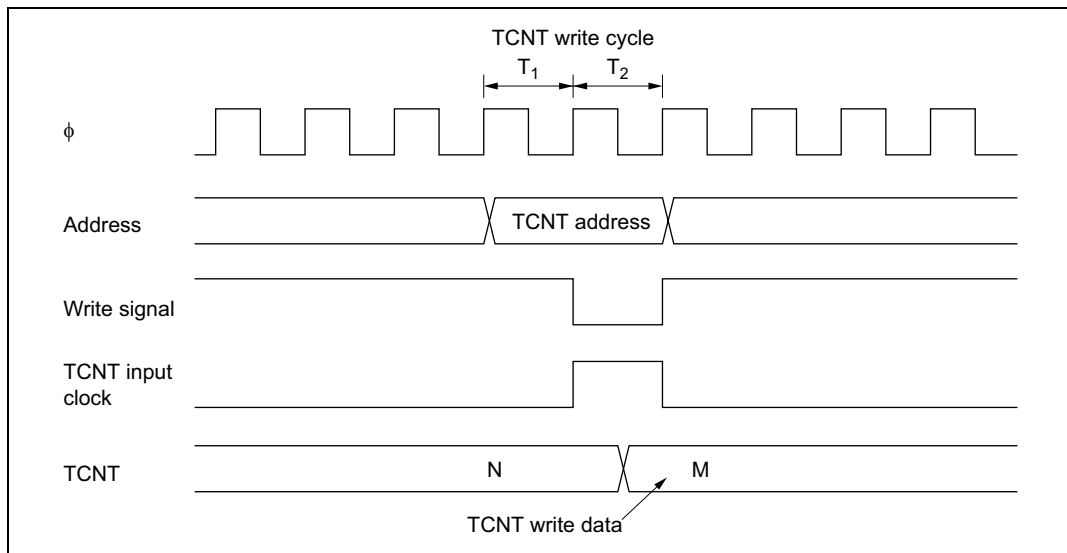 TCNT write cycle
T₁ T₂
ϕ
Address
TCNT address
Write signal
TCNT input
clock
TCNT
N
M
TCNT write data